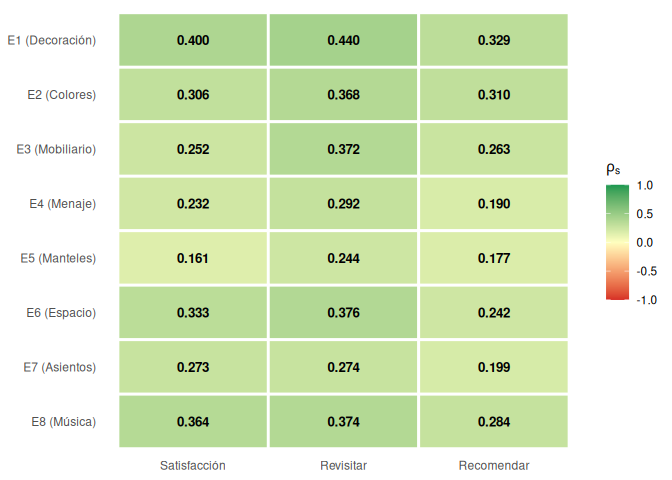 E1 (Decoración) 0.400 0.440 0.329
E2 (Colores) 0.306 0.368 0.310
E3 (Mobiliario) 0.252 0.372 0.263
E4 (Menaje) 0.232 0.292 0.190
E5 (Manteles) 0.161 0.244 0.177
E6 (Espacio) 0.333 0.376 0.242
E7 (Asientos) 0.273 0.274 0.199
E8 (Música) 0.364 0.374 0.284
Satisfacción Revisitar Recomendar
ρₛ
1.0
0.5
0.0
-0.5
-1.0